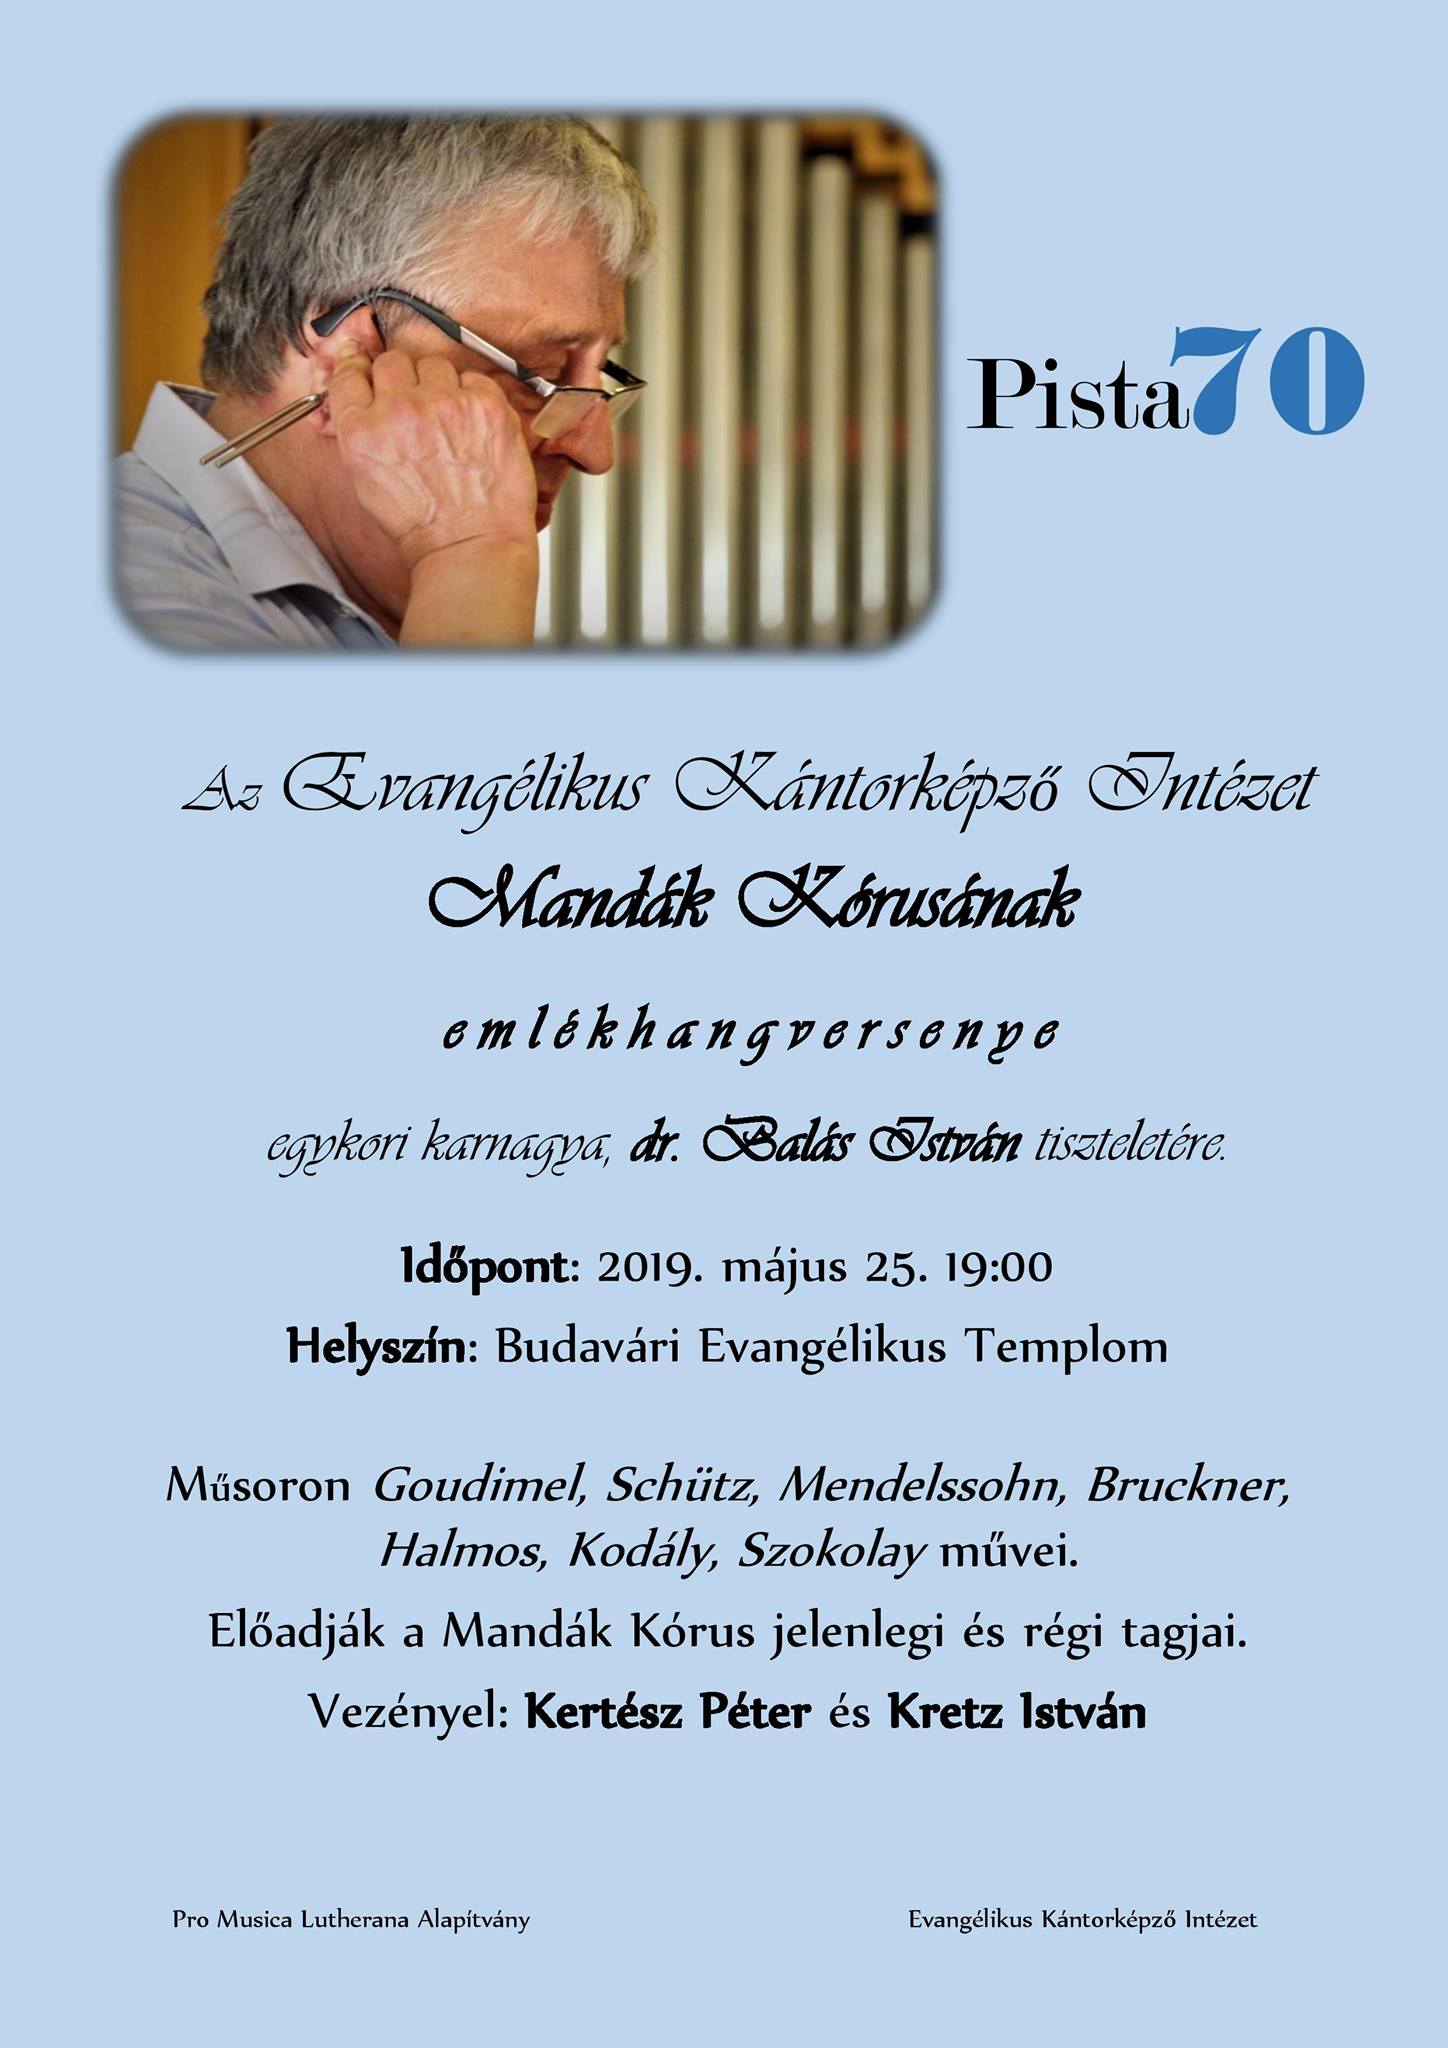 Pista70
Az Evangélikus Kántorképző Intézet
Mandák Kórusának
emlékhangversenye
egykori karnagya, dr. Balás István tiszteletére.
Időpont: 2019. május 25. 19:00
Helyszín: Budavári Evangélikus Templom
Műsoron Goudimel, Schütz, Mendelssohn, Bruckner,
Halmos, Kodály, Szokolay művei.
Előadják a Mandák Kórus jelenlegi és régi tagjai.
Vezényel: Kertész Péter és Kretz István
Pro Musica Lutherana Alapítvány
Evangélikus Kántorképző Intézet